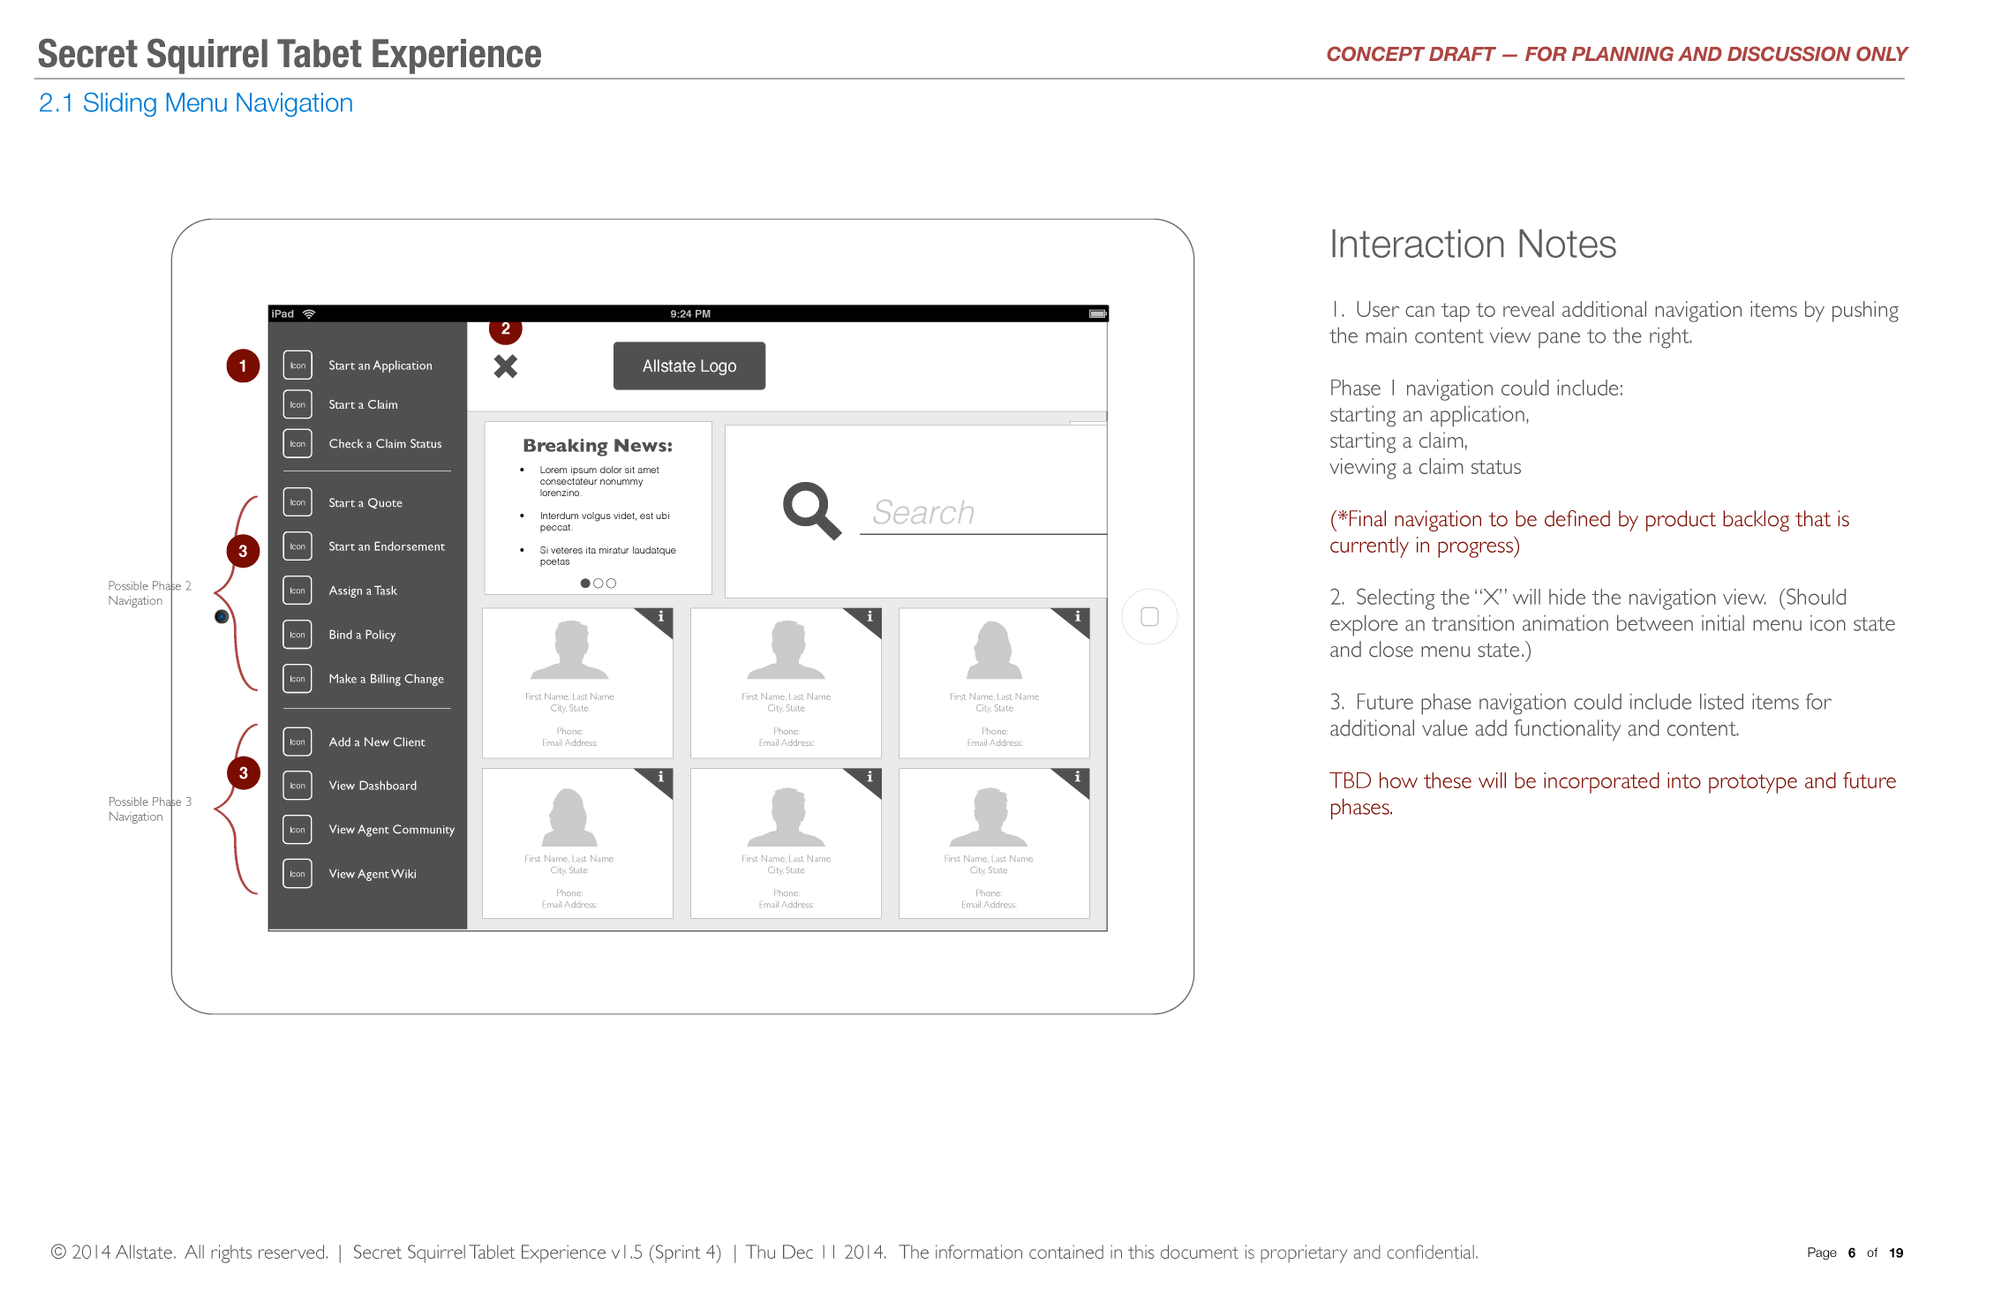 Secret Squirrel Tabet Experience
CONCEPT DRAFT — FOR PLANNING AND DISCUSSION ONLY
2.1 Sliding Menu Navigation
iPad
9:24 PM
1
Icon Start an Application
Icon Start a Claim
Icon Check a Claim Status
3
Possible Phase 2
Navigation
Icon Start a Quote
Icon Start an Endorsement
Icon Assign a Task
Icon Bind a Policy
Icon Make a Billing Change
3
Possible Phase 3
Navigation
Icon Add a New Client
Icon View Dashboard
Icon View Agent Community
Icon View Agent Wiki
2
Allstate Logo
Breaking News:
• Lorem ipsum dolor sit amet
consectateur nonummy
lorenzino.
• Interdum volgus videt, est ubi
peccat.
• Si veteres ita miratur laudatque
poetas
Search
i
First Name, Last Name
City, State
Phone:
Email Address:
i
First Name, Last Name
City, State
Phone:
Email Address:
i
First Name, Last Name
City, State
Phone:
Email Address:
i
First Name, Last Name
City, State
Phone:
Email Address:
i
First Name, Last Name
City, State
Phone:
Email Address:
i
First Name, Last Name
City, State
Phone:
Email Address:
Interaction Notes
1. User can tap to reveal additional navigation items by pushing
the main content view pane to the right.
Phase 1 navigation could include:
starting an application,
starting a claim,
viewing a claim status
(*Final navigation to be defined by product backlog that is
currently in progress)
2. Selecting the “X” will hide the navigation view. (Should
explore an transition animation between initial menu icon state
and close menu state.)
3. Future phase navigation could include listed items for
additional value add functionality and content.
TBD how these will be incorporated into prototype and future
phases.
© 2014 Allstate. All rights reserved. | Secret Squirrel Tablet Experience v1.5 (Sprint 4) | Thu Dec 11 2014. The information contained in this document is proprietary and confidential.
Page 6 of 19